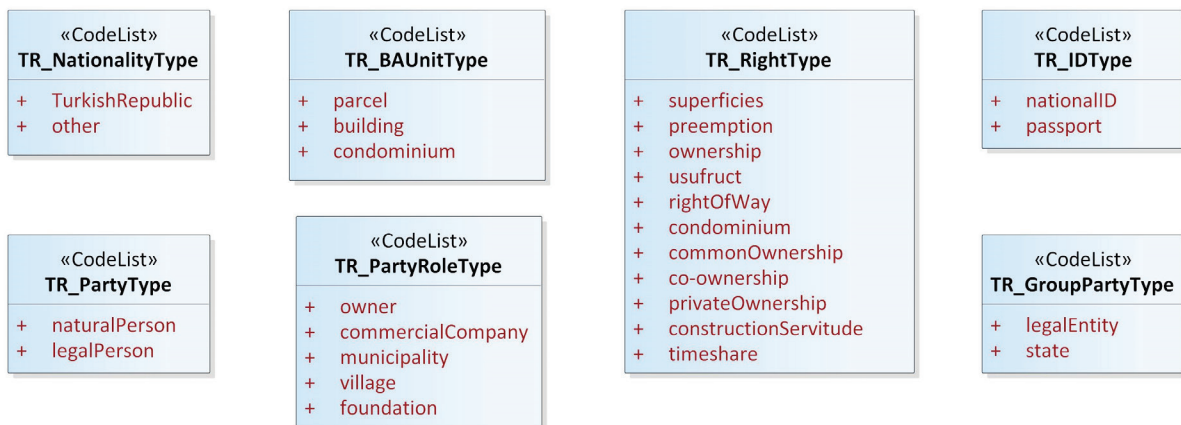 «CodeList»
TR_NationalityType
+ TurkishRepublic
+ other
«CodeList»
TR_BAUnitType
+ parcel
+ building
+ condominium
«CodeList»
TR_RightType
+ superficies
+ preemption
+ ownership
+ usufruct
+ rightOfWay
+ condominium
+ commonOwnership
+ co-ownership
+ privateOwnership
+ constructionServitude
+ timeshare
«CodeList»
TR_IDType
+ nationalID
+ passport
«CodeList»
TR_PartyType
+ naturalPerson
+ legalPerson
«CodeList»
TR_PartyRoleType
+ owner
+ commercialCompany
+ municipality
+ village
+ foundation
«CodeList»
TR_GroupPartyType
+ legalEntity
+ state